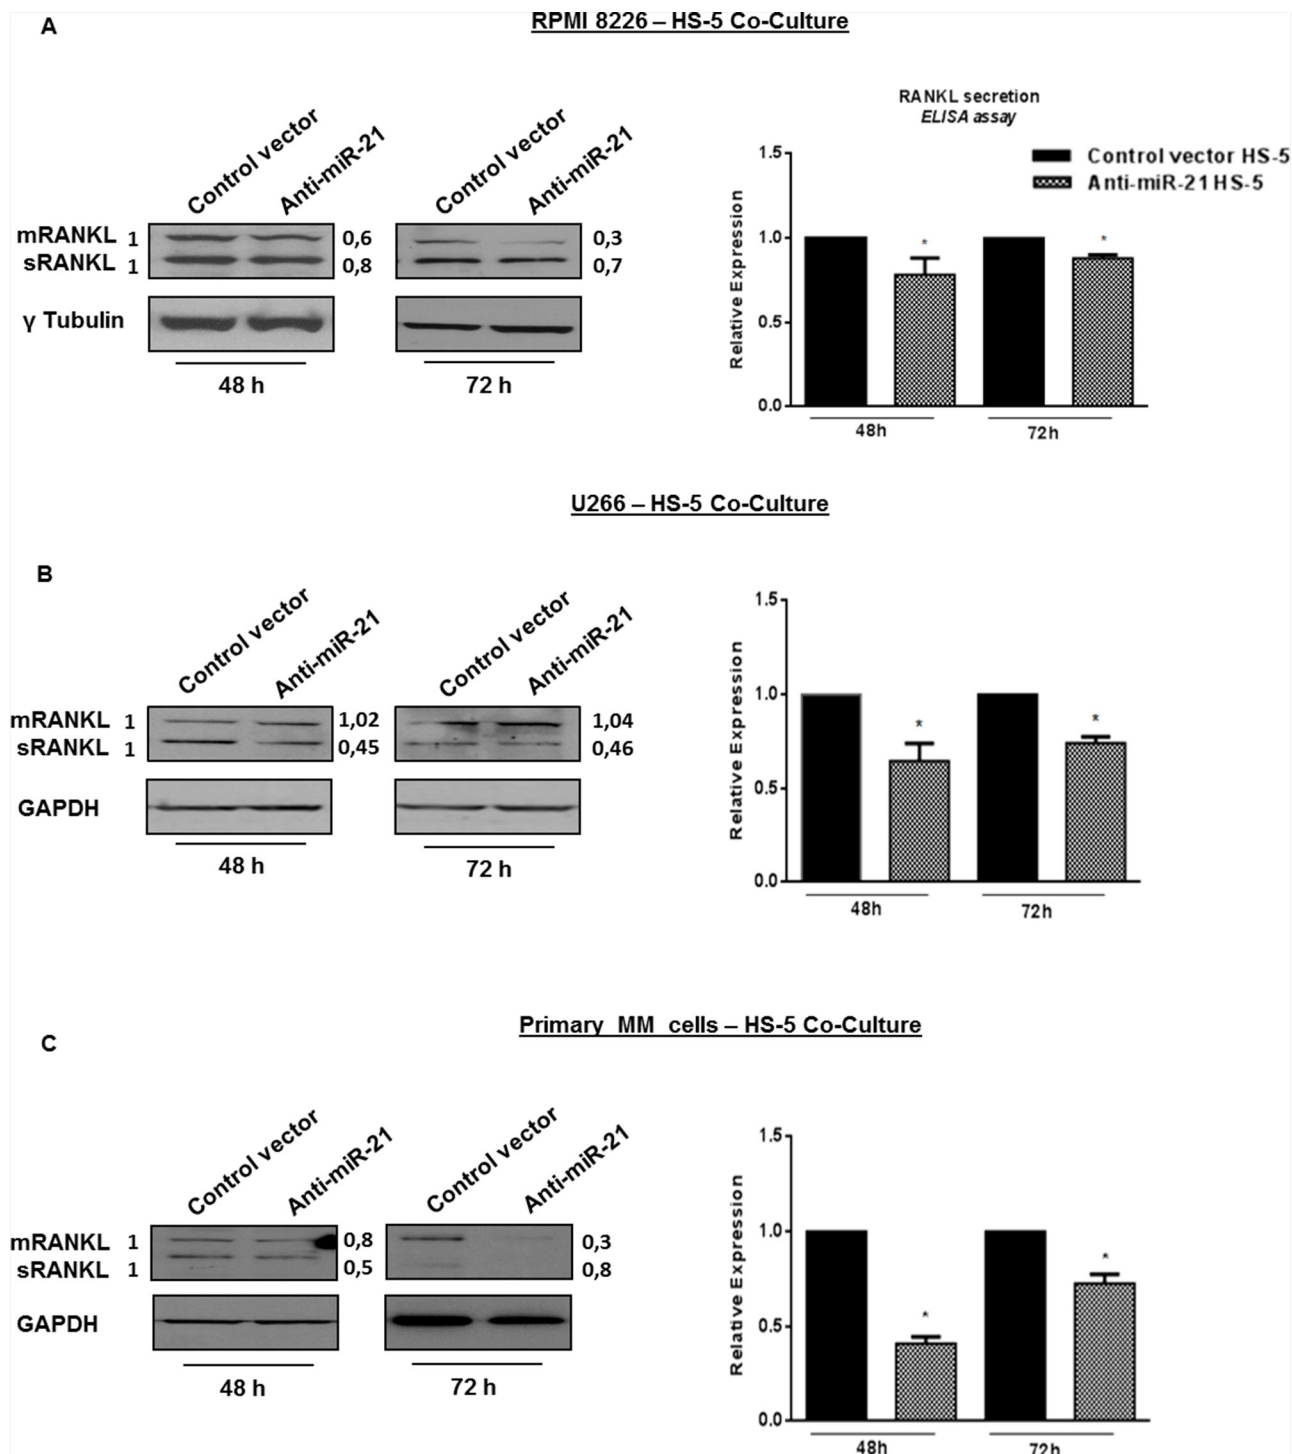 A
RPMI 8226 – HS-5 Co-Culture
Control vector
Anti-miR-21
Control vector
Anti-miR-21
mRANKL 1 0,6 0,3
sRANKL 1 0,8 0,7
γ Tubulin
48 h
72 h
RANKL secretion
ELISA assay
Control vector HS-5
Anti-miR-21 HS-5
Relative Expression
1.5
1.0
0.5
0.0
*
*
48h
72h
U266 – HS-5 Co-Culture
B
Control vector
Anti-miR-21
Control vector
Anti-miR-21
mRANKL 1 1,02 1,04
sRANKL 1 0,45 0,46
GAPDH
48 h
72 h
Relative Expression
1.5
1.0
0.5
0.0
*
*
48h
72h
Primary MM cells – HS-5 Co-Culture
C
Control vector
Anti-miR-21
Control vector
Anti-miR-21
mRANKL 1 0,8 0,3
sRANKL 1 0,5 0,8
GAPDH
48 h
72 h
Relative Expression
1.5
1.0
0.5
0.0
*
*
48h
72h